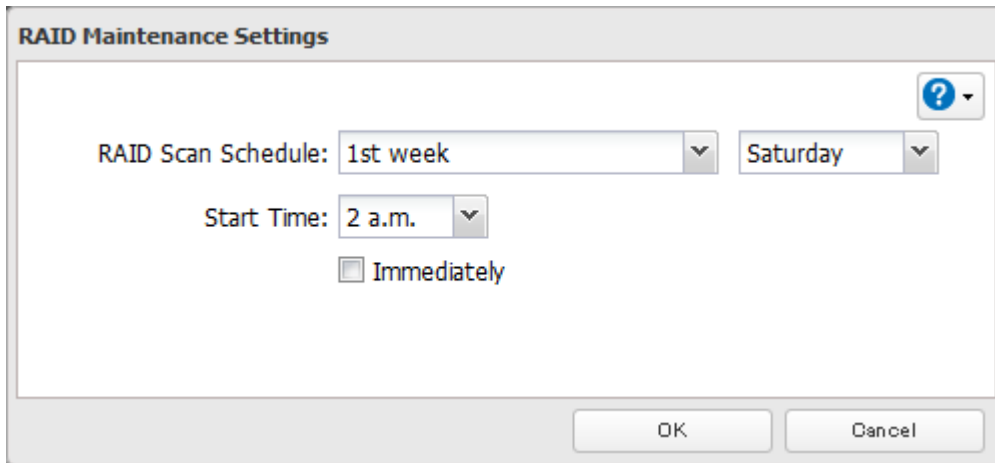 RAID Maintenance Settings
?
RAID Scan Schedule: 1st week Saturday
Start Time: 2 a.m.
Immediately
OK Cancel